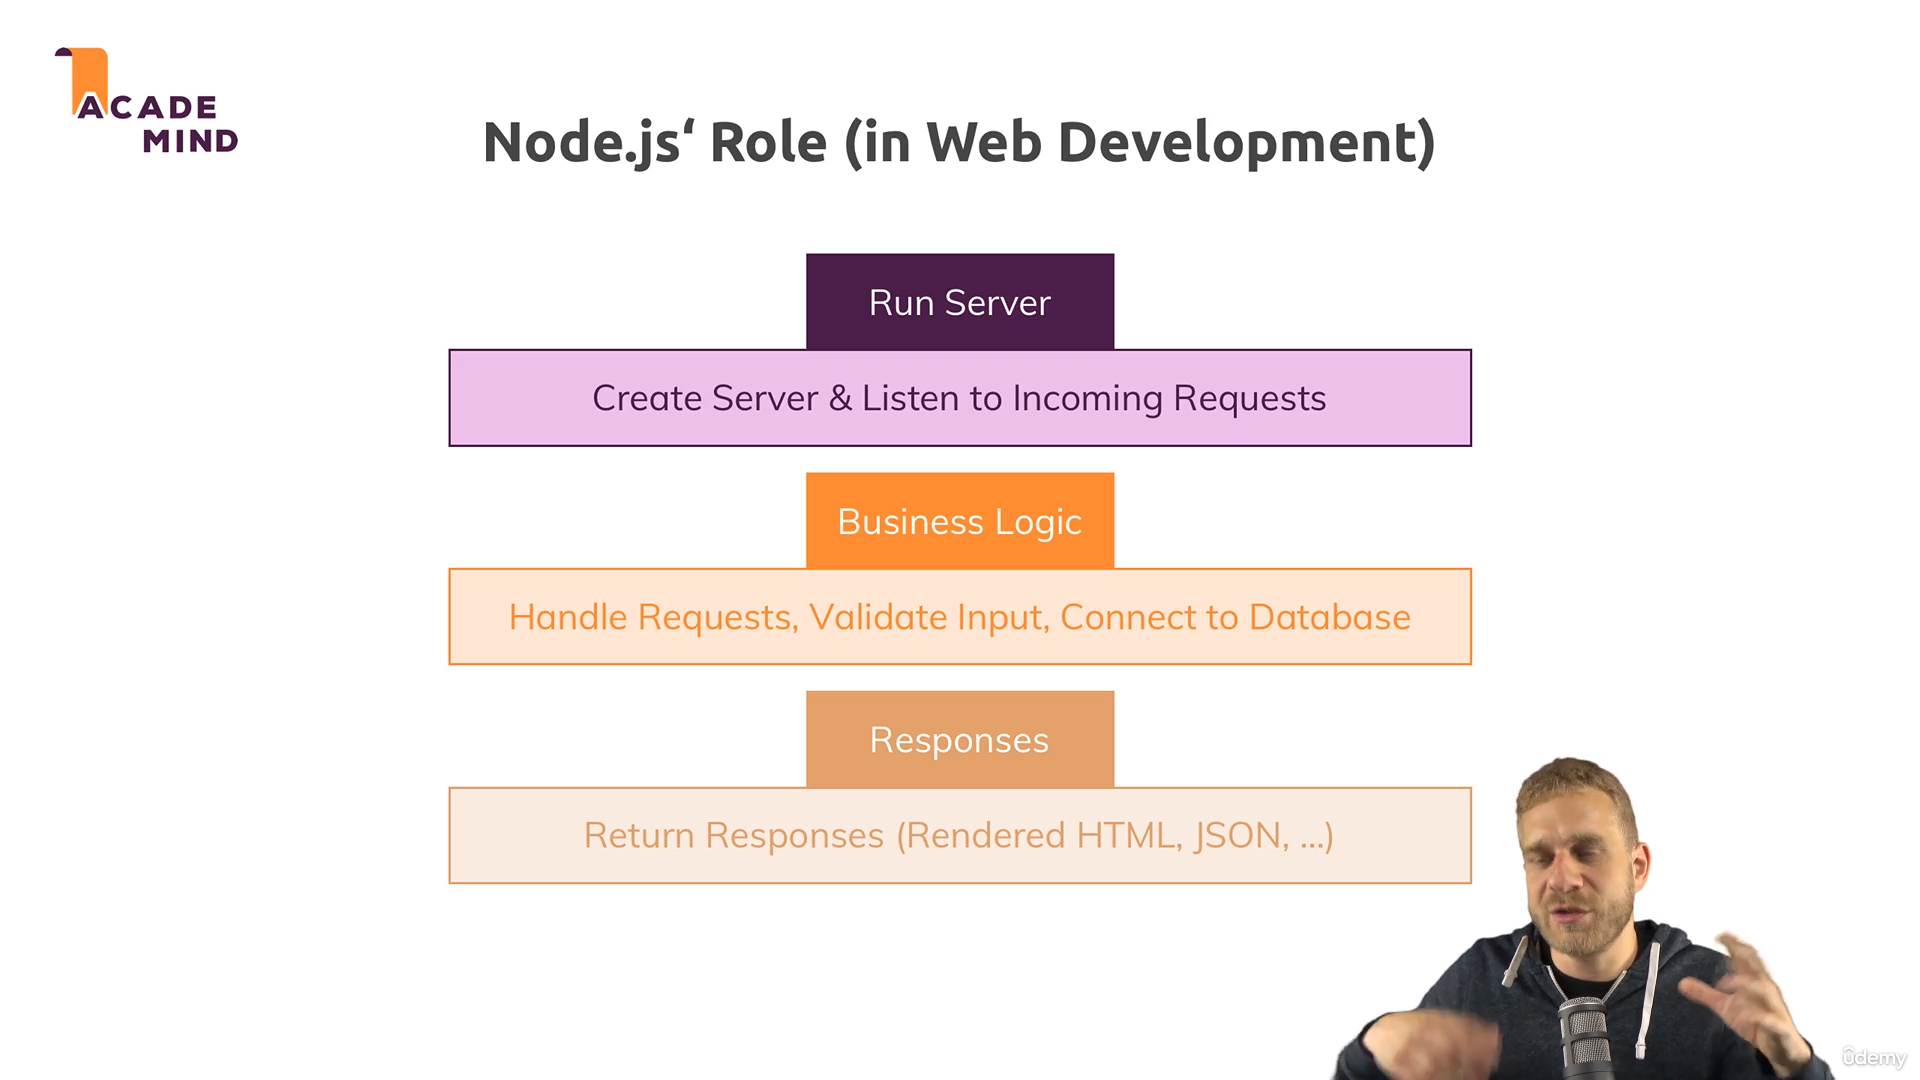 ACADE
MIND
Node.js‘ Role (in Web Development)
Run Server
Create Server & Listen to Incoming Requests
Business Logic
Handle Requests, Validate Input, Connect to Database
Responses
Return Responses (Rendered HTML, JSON, ...)
ûdemy